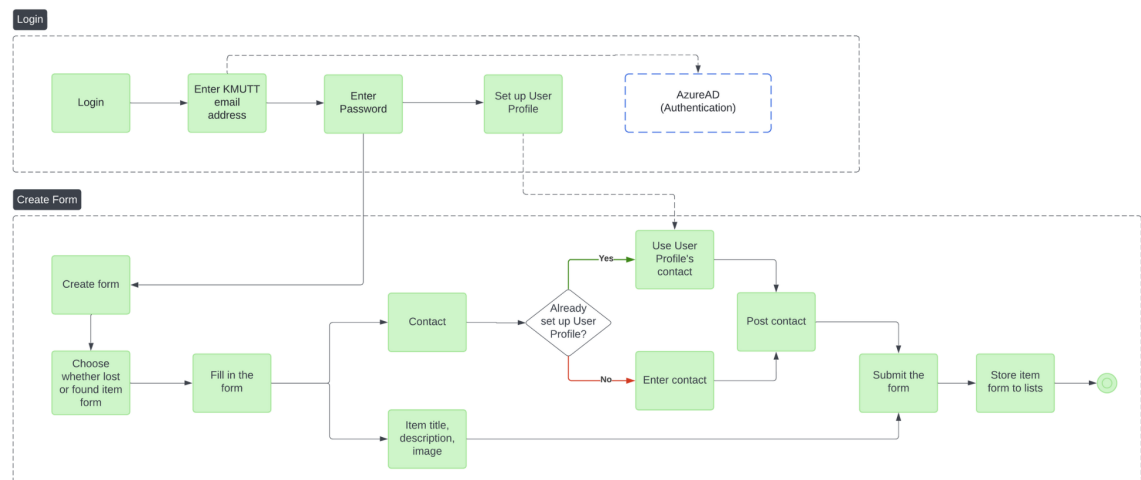 Login
Login
Enter KMUTT
email
address
Enter
Password
Set up User
Profile
AzureAD
(Authentication)
Create Form
Create form
Choose
whether lost
or found item
form
Fill in the
form
Contact
Item title,
description,
image
Already
set up User
Profile?
Yes
No
Use User
Profile's
contact
Enter contact
Post contact
Submit the
form
Store item
form to lists